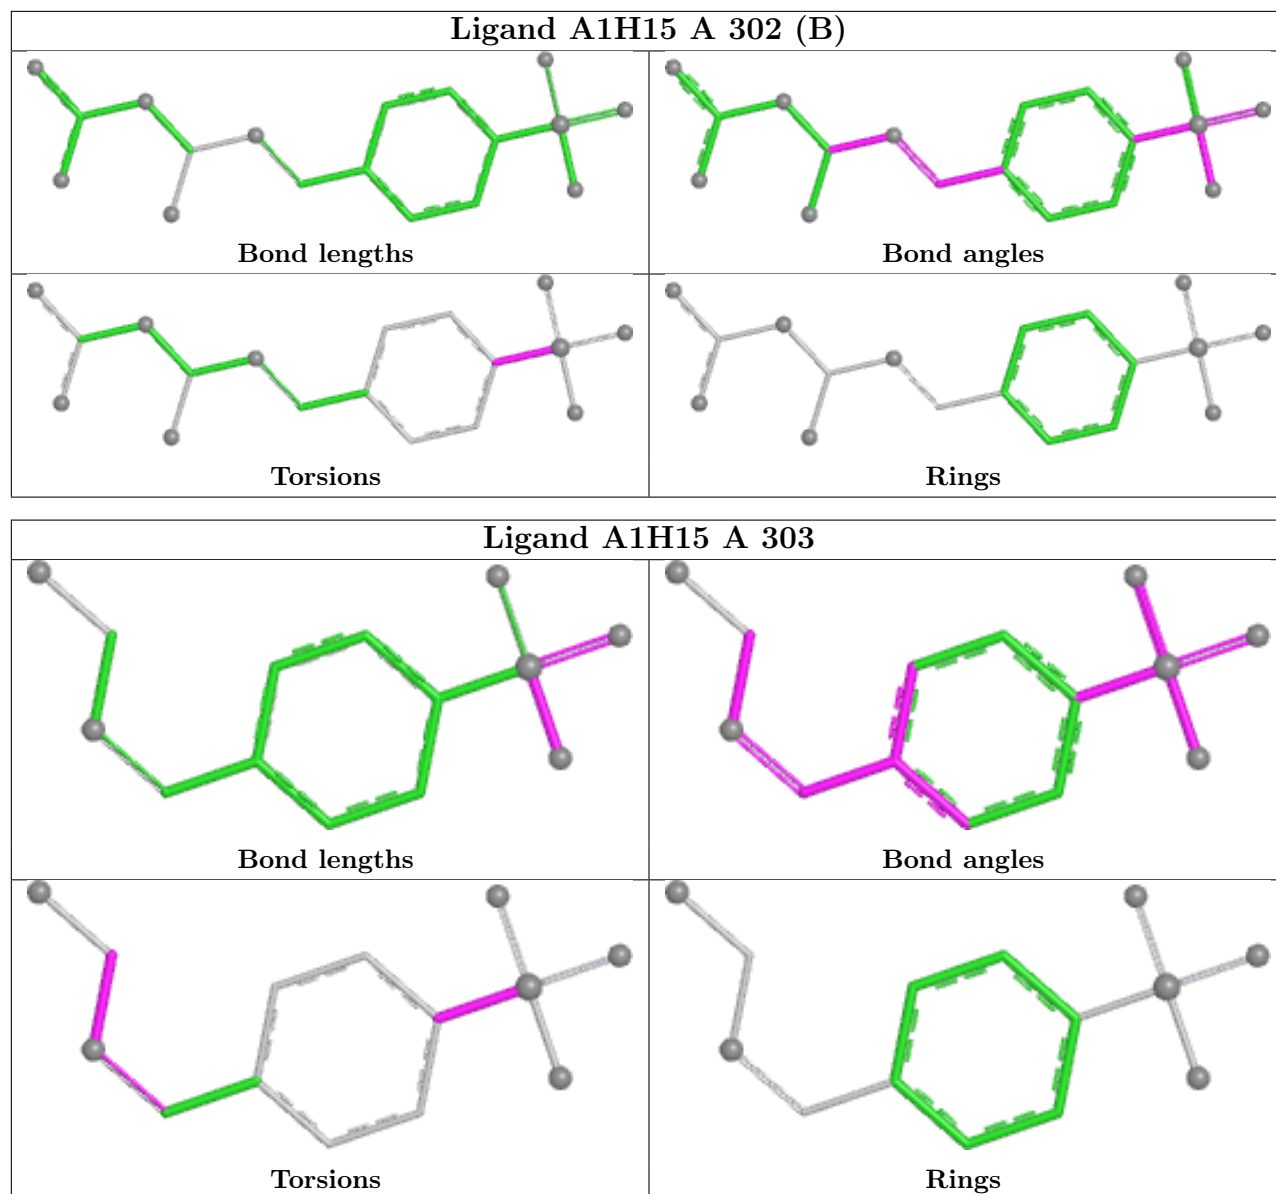 Ligand A1H15 A 302 (B)
Bond lengths
Bond angles
Torsions
Rings
Ligand A1H15 A 303
Bond lengths
Bond angles
Torsions
Rings